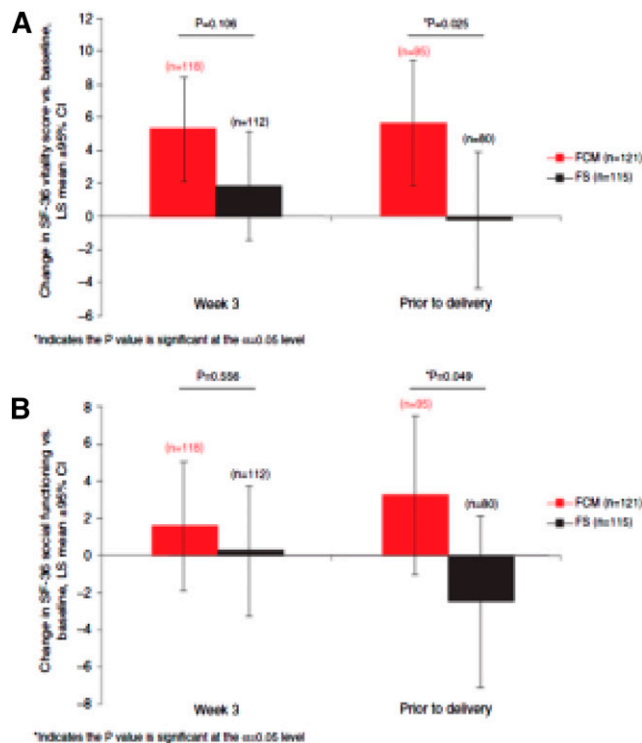 A
P=0.106
*P=0.025
12
10
8
6
4
2
0
−2
−4
−6
Change in SF-36 vitality score vs. baseline,
LS mean ±95% CI
(n=118)
(n=112)
(n=95)
(n=80)
FCM (n=121)
FS (n=115)
Week 3
Prior to delivery
*Indicates the P value is significant at the α=0.05 level
B
P=0.556
*P=0.049
8
6
4
2
0
−2
−4
−6
−8
Change in SF-36 social functioning vs.
baseline, LS mean ±95% CI
(n=118)
(n=112)
(n=95)
(n=80)
FCM (n=121)
FS (n=115)
Week 3
Prior to delivery
*Indicates the P value is significant at the α=0.05 level